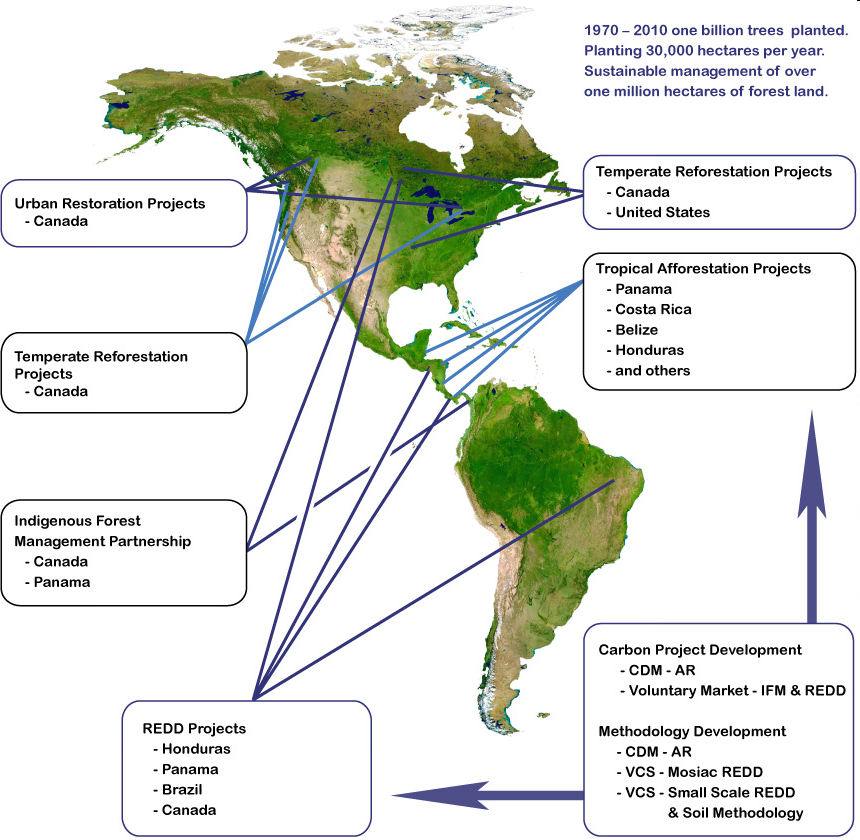 1970 – 2010 one billion trees planted.
Planting 30,000 hectares per year.
Sustainable management of over
one million hectares of forest land.
Urban Restoration Projects
- Canada
Temperate Reforestation Projects
- Canada
- United States
Tropical Afforestation Projects
- Panama
- Costa Rica
- Belize
- Honduras
- and others
Temperate Reforestation
Projects
- Canada
Indigenous Forest
Management Partnership
- Canada
- Panama
REDD Projects
- Honduras
- Panama
- Brazil
- Canada
Carbon Project Development
- CDM - AR
- Voluntary Market - IFM & REDD
Methodology Development
- CDM - AR
- VCS - Mosiac REDD
- VCS - Small Scale REDD
& Soil Methodology